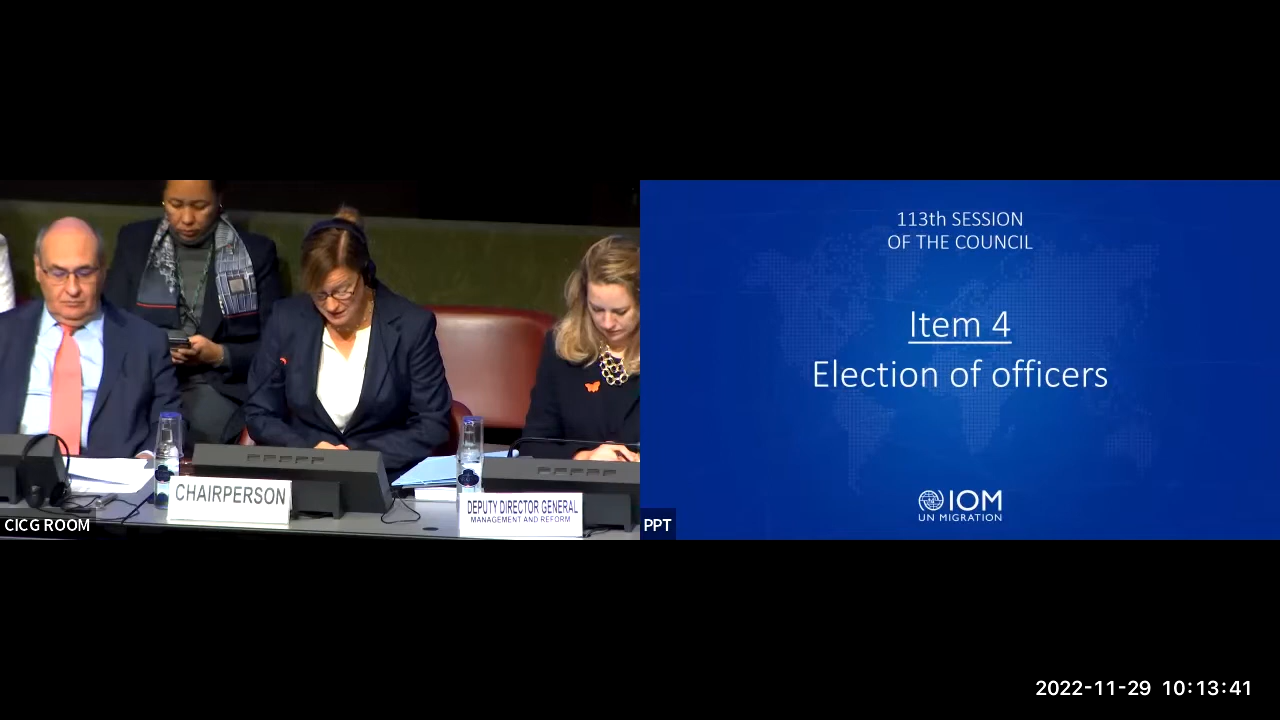 CHAIRPERSON
DEPUTY DIRECTOR GENERAL
MANAGEMENT AND REFORM
CICG ROOM
113th SESSION
OF THE COUNCIL
Item 4
Election of officers
IOM
UN MIGRATION
PPT
2022-11-29 10:13:41